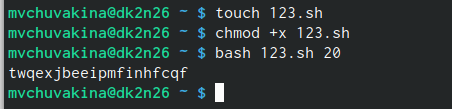 mvchuvakina@dk2n26 ~ $ touch 123.sh
mvchuvakina@dk2n26 ~ $ chmod +x 123.sh
mvchuvakina@dk2n26 ~ $ bash 123.sh 20
twqexjbeeipmfinhfcqf
mvchuvakina@dk2n26 ~ $